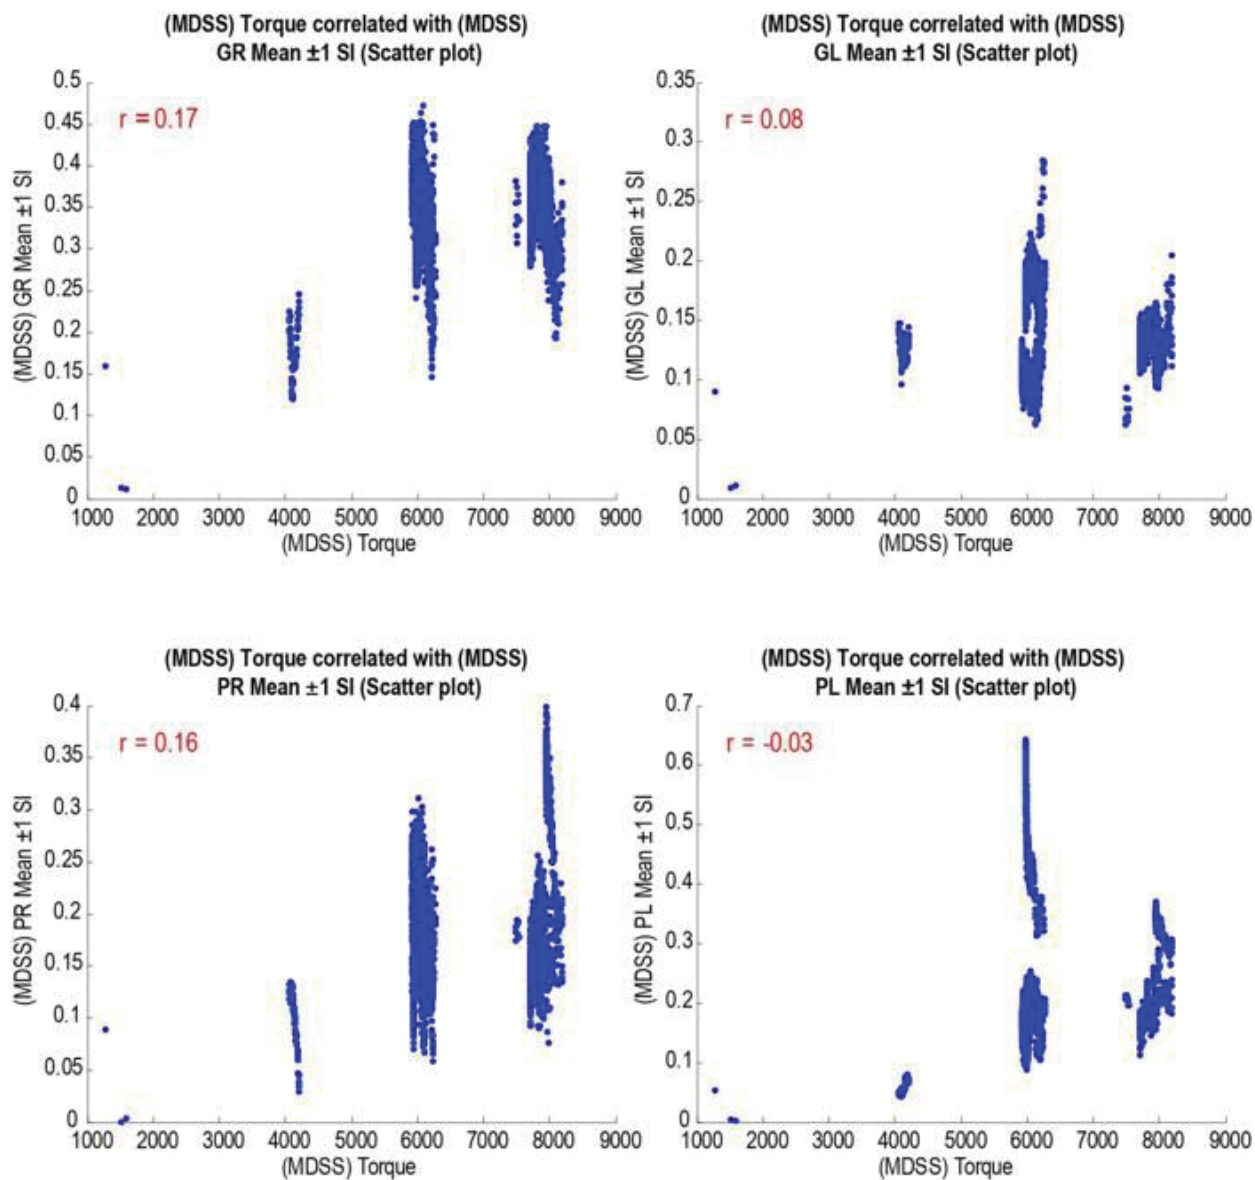 (MDSS) Torque correlated with (MDSS)
GR Mean ±1 SI (Scatter plot)
r = 0.17
(MDSS) GR Mean ±1 SI
0.5
0.45
0.4
0.35
0.3
0.25
0.2
0.15
0.1
0.05
0
1000 2000 3000 4000 5000 6000 7000 8000 9000
(MDSS) Torque
(MDSS) Torque correlated with (MDSS)
GL Mean ±1 SI (Scatter plot)
r = 0.08
(MDSS) GL Mean ±1 SI
0.35
0.3
0.25
0.2
0.15
0.1
0.05
0
1000 2000 3000 4000 5000 6000 7000 8000 9000
(MDSS) Torque
(MDSS) Torque correlated with (MDSS)
PR Mean ±1 SI (Scatter plot)
r = 0.16
(MDSS) PR Mean ±1 SI
0.4
0.35
0.3
0.25
0.2
0.15
0.1
0.05
0
1000 2000 3000 4000 5000 6000 7000 8000 9000
(MDSS) Torque
(MDSS) Torque correlated with (MDSS)
PL Mean ±1 SI (Scatter plot)
r = -0.03
(MDSS) PL Mean ±1 SI
0.7
0.6
0.5
0.4
0.3
0.2
0.1
0
1000 2000 3000 4000 5000 6000 7000 8000 9000
(MDSS) Torque